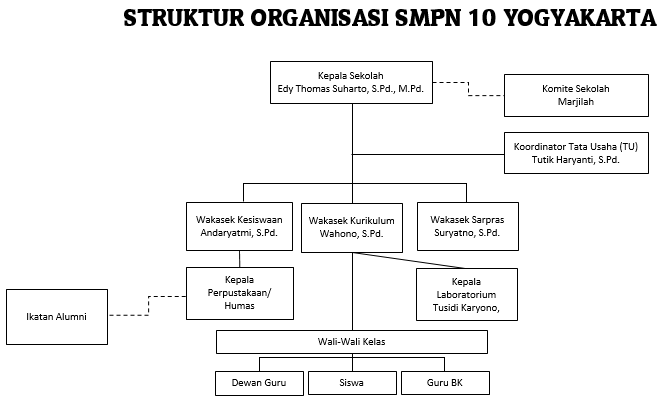 STRUKTUR ORGANISASI SMPN 10 YOGYAKARTA
Kepala Sekolah
Edy Thomas Suharto, S.Pd., M.Pd.
Komite Sekolah
Marjilah
Koordinator Tata Usaha (TU)
Tutik Haryanti, S.Pd.
Wakasek Kesiswaan
Andaryatmi, S.Pd.
Wakasek Kurikulum
Wahono, S.Pd.
Wakasek Sarpras
Suryatno, S.Pd.
Kepala
Perpustakaan/
Humas
Kepala
Laboratorium
Tusidi Karyono,
Ikatan Alumni
Wali-Wali Kelas
Dewan Guru
Siswa
Guru BK